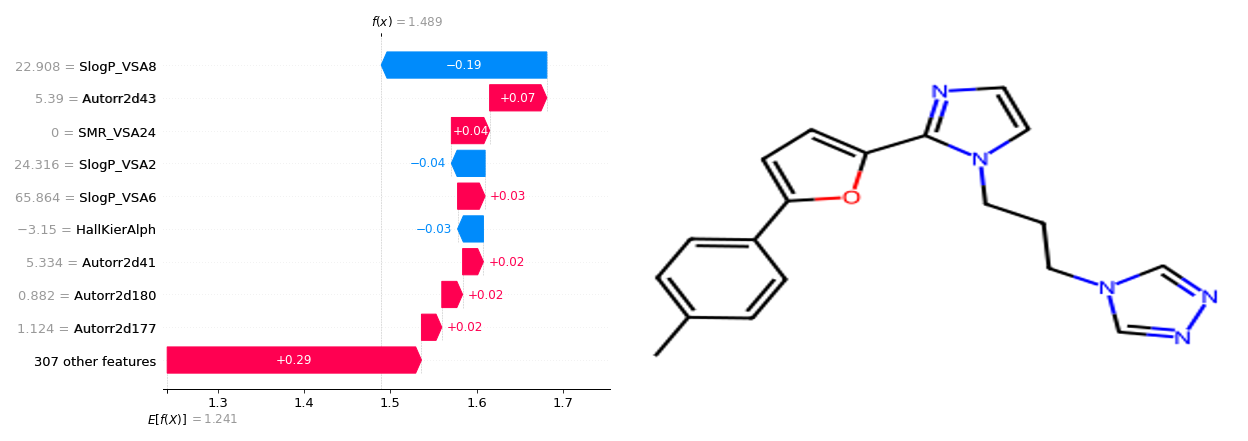 f(x) = 1.489
22.908 = SlogP_VSA8 −0.19
5.39 = Autorr2d43 +0.07
0 = SMR_VSA24 +0.04
24.316 = SlogP_VSA2 −0.04
65.864 = SlogP_VSA6 +0.03
−3.15 = HallKierAlph −0.03
5.334 = Autorr2d41 +0.02
0.882 = Autorr2d180 +0.02
1.124 = Autorr2d177 +0.02
307 other features +0.29
1.3 1.4 1.5 1.6 1.7
E[f(X)] = 1.241
N
N
O
N
N
N